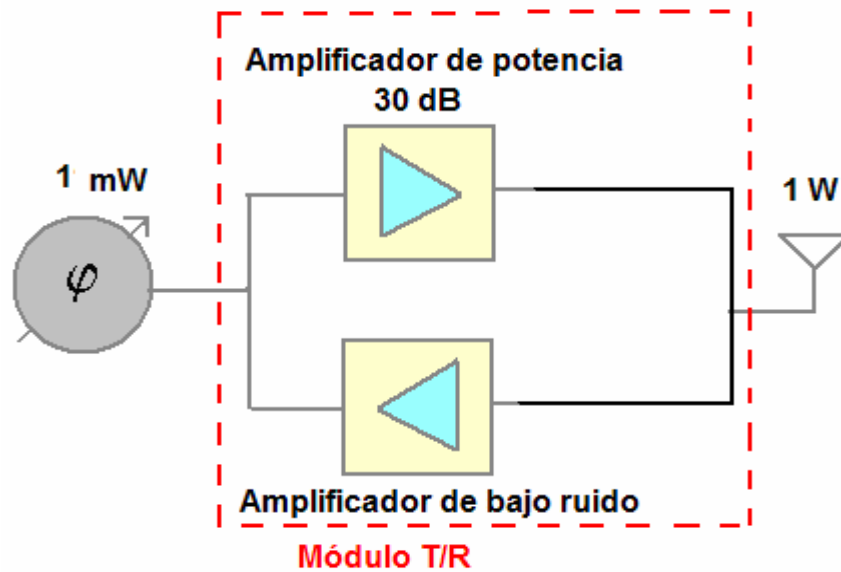 Amplificador de potencia
30 dB
1 mW
φ
1 W
Amplificador de bajo ruido
Módulo T/R